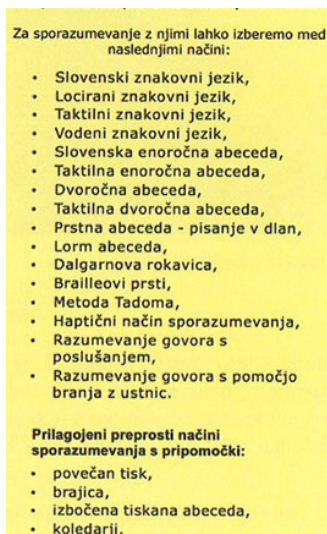 Za sporazumevanje z njimi lahko izberemo med
naslednjimi načini:
• Slovenski znakovni jezik,
• Locirani znakovni jezik,
• Taktilni znakovni jezik,
• Vodeni znakovni jezik,
• Slovenska enoročna abeceda,
• Taktilna enoročna abeceda,
• Dvoročna abeceda,
• Taktilna dvoročna abeceda,
• Prstna abeceda - pisanje v dlan,
• Lorm abeceda,
• Dalgarnova rokavica,
• Brailleovi prsti,
• Metoda Tadoma,
• Haptični način sporazumevanja,
• Razumevanje govora s
poslušanjem,
• Razumevanje govora s pomočjo
branja z ustnic.
Prilagojeni preprosti načini
sporazumevanja s pripomočki:
• povečan tisk,
• brajica,
• izbočena tiskana abeceda,
• koledarji,